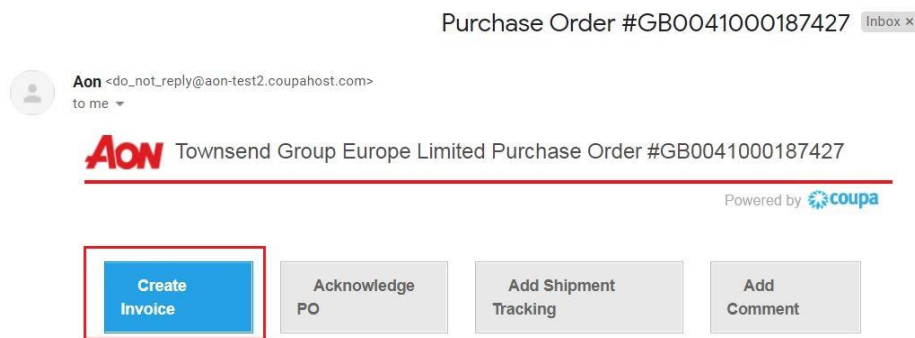 Purchase Order #GB0041000187427 Inbox ×
Aon <do_not_reply@aon-test2.coupahost.com>
to me
AON Townsend Group Europe Limited Purchase Order #GB0041000187427
Powered by coupa
Create Invoice
Acknowledge PO
Add Shipment Tracking
Add Comment